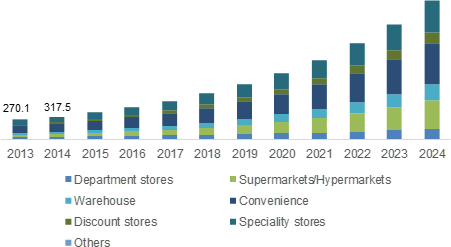 270.1 317.5
2013 2014 2015 2016 2017 2018 2019 2020 2021 2022 2023 2024
Department stores Supermarkets/Hypermarkets
Warehouse Convenience
Discount stores Speciality stores
Others